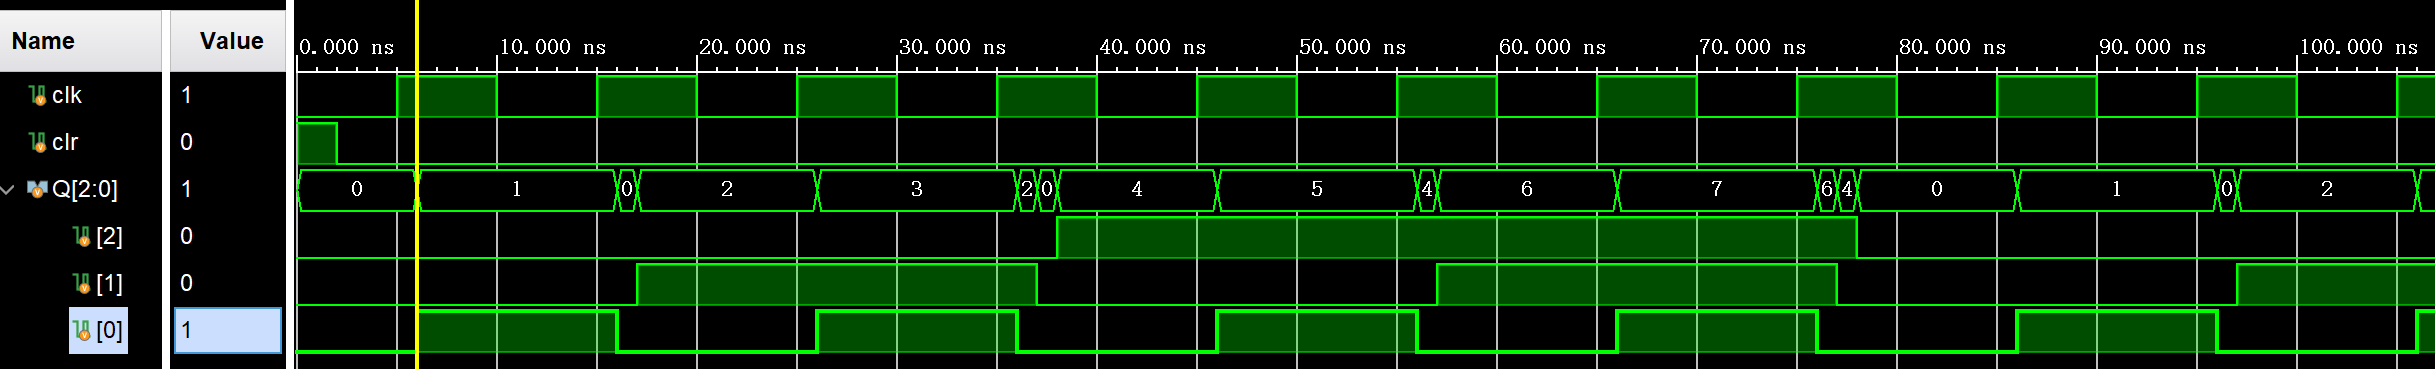 Name Value 0.000 ns 10.000 ns 20.000 ns 30.000 ns 40.000 ns 50.000 ns 60.000 ns 70.000 ns 80.000 ns 90.000 ns 100.000 ns
clk 1
clr 0
Q[2:0] 1 0 1 0 2 3 2 0 4 5 4 6 7 6 4 0 1 0 2
[2] 0
[1] 0
[0] 1